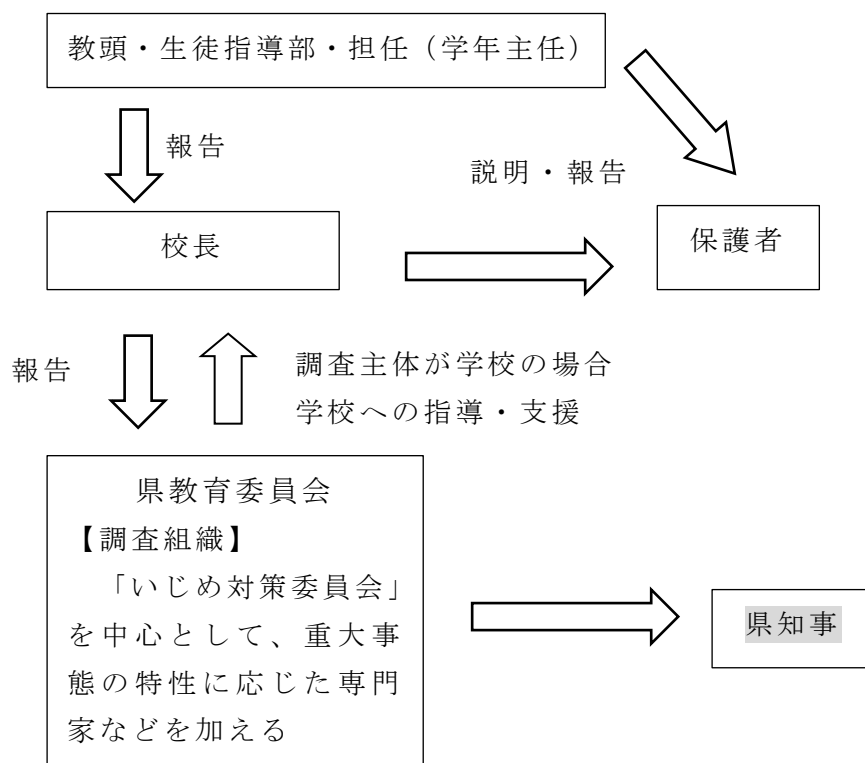 教頭・生徒指導部・担任（学年主任）
報告
説明・報告
校長
保護者
報告
調査主体が学校の場合
学校への指導・支援
県教育委員会
【調査組織】
「いじめ対策委員会」
を中心として、重大事
態の特性に応じた専門
家などを加える
県知事